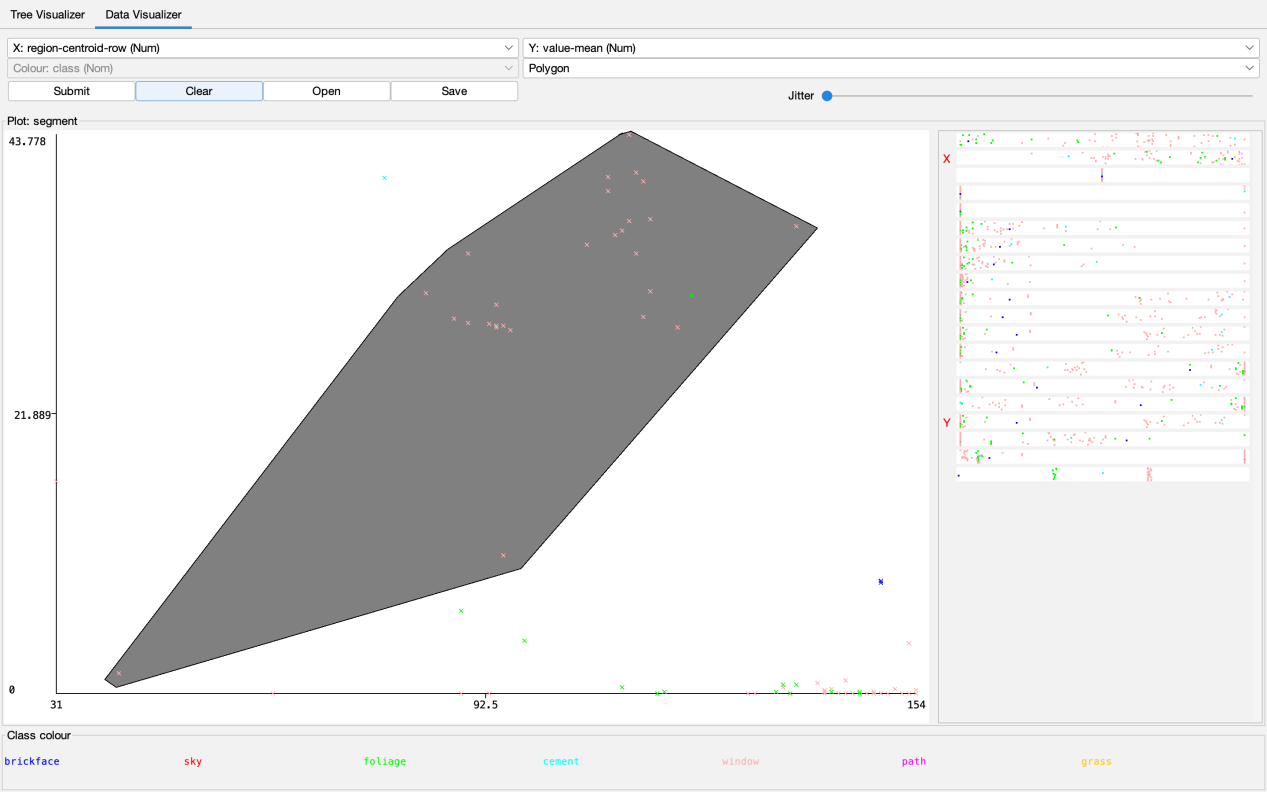 Tree Visualizer Data Visualizer
X: region-centroid-row (Num) Y: value-mean (Num)
Colour: class (Nom) Polygon
Submit Clear Open Save Jitter
Plot: segment
43.778
X
21.889
Y
0
31 92.5 154
Class colour
brickface sky foliage cement window path grass